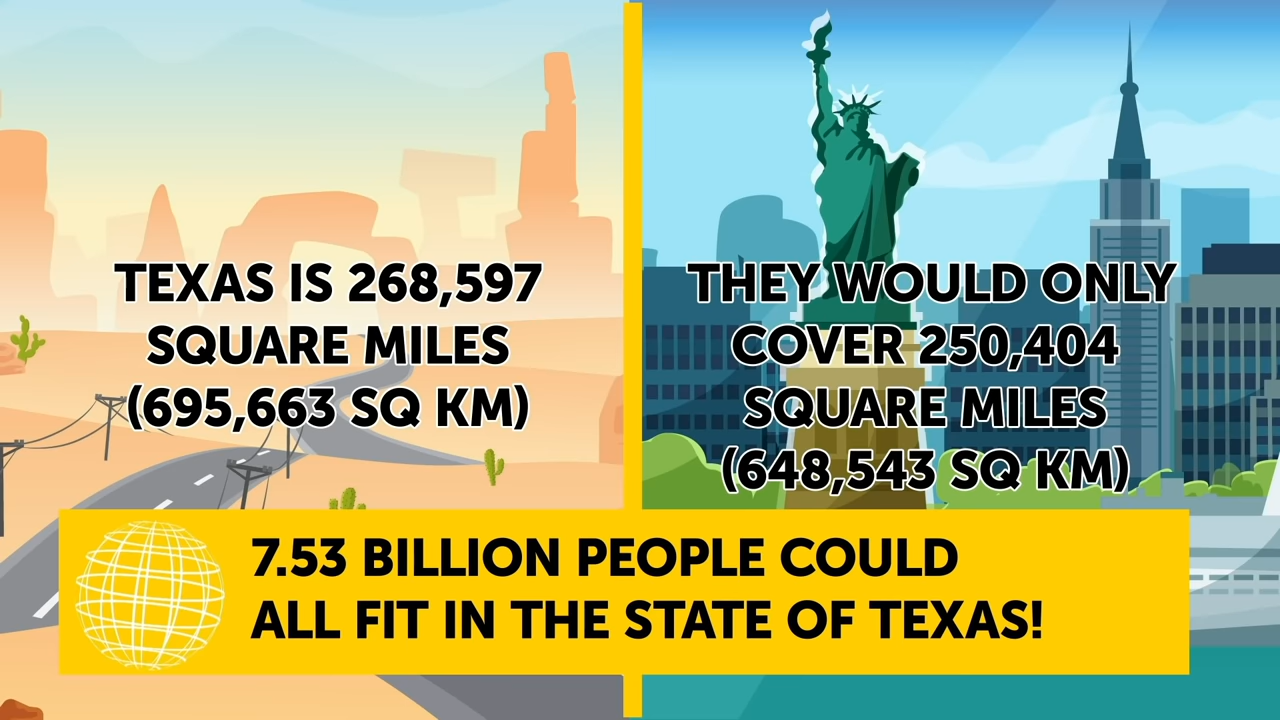 TEXAS IS 268,597
SQUARE MILES
(695,663 SQ KM)
THEY WOULD ONLY
COVER 250,404
SQUARE MILES
(648,543 SQ KM)
7.53 BILLION PEOPLE COULD
ALL FIT IN THE STATE OF TEXAS!